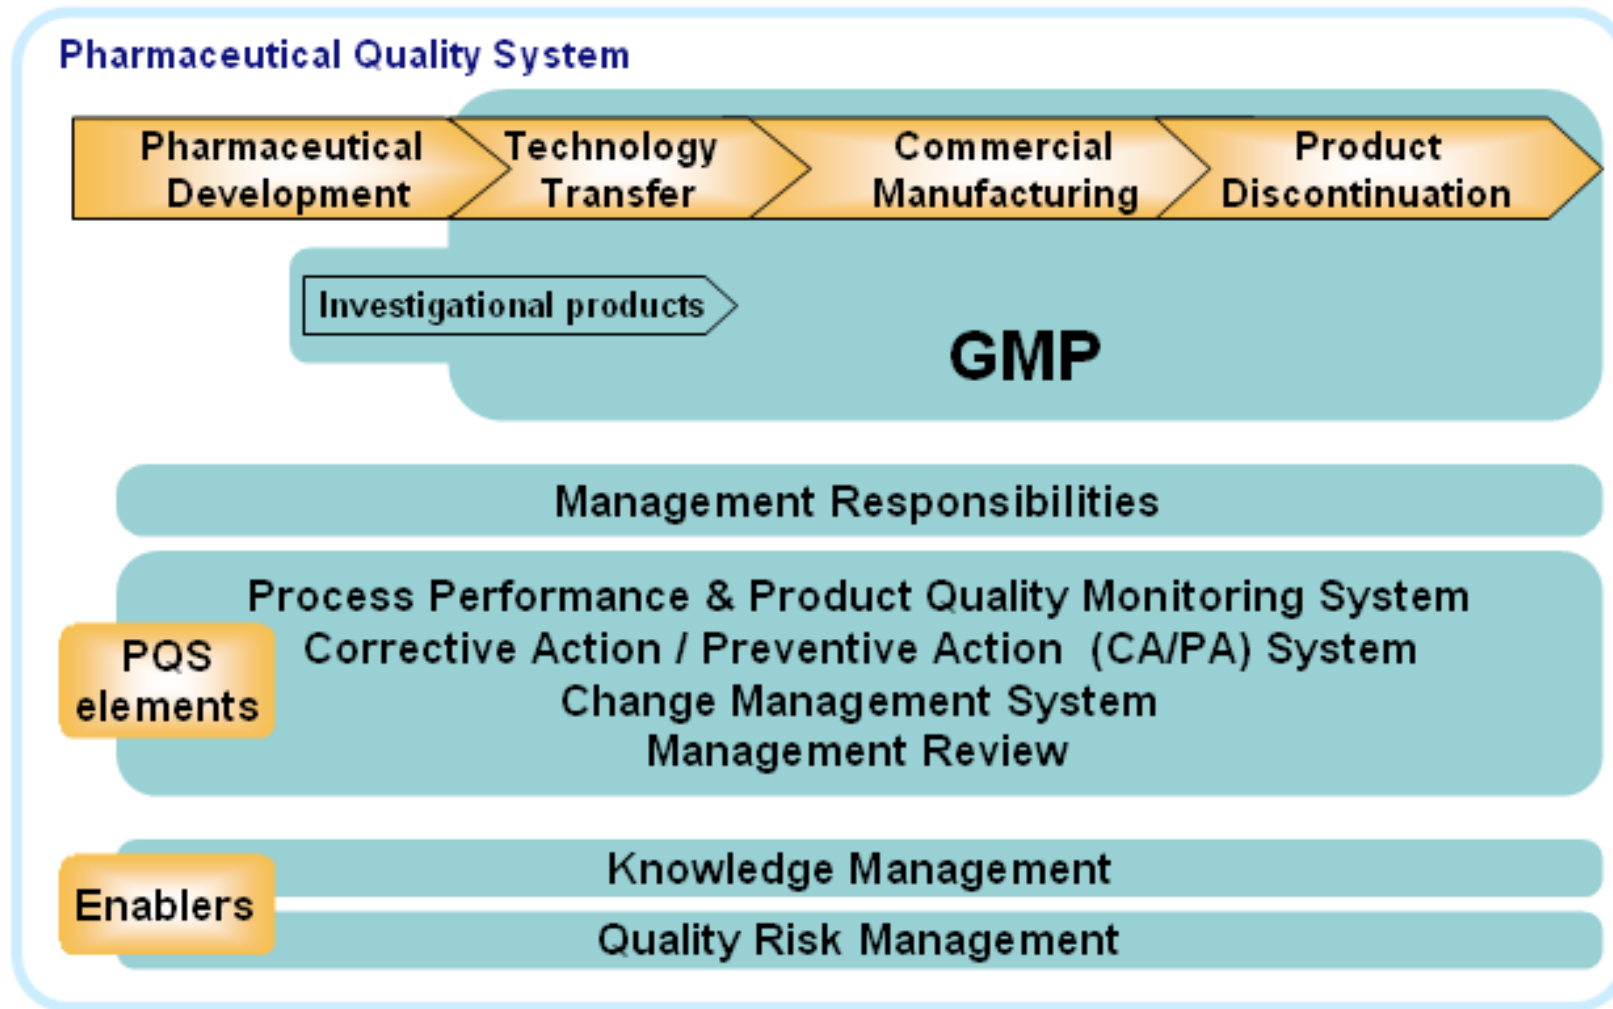 Pharmaceutical Quality System
Pharmaceutical
Development
Technology
Transfer
Commercial
Manufacturing
Product
Discontinuation
Investigational products
GMP
Management Responsibilities
PQS
elements
Process Performance & Product Quality Monitoring System
Corrective Action / Preventive Action (CA/PA) System
Change Management System
Management Review
Enablers
Knowledge Management
Quality Risk Management